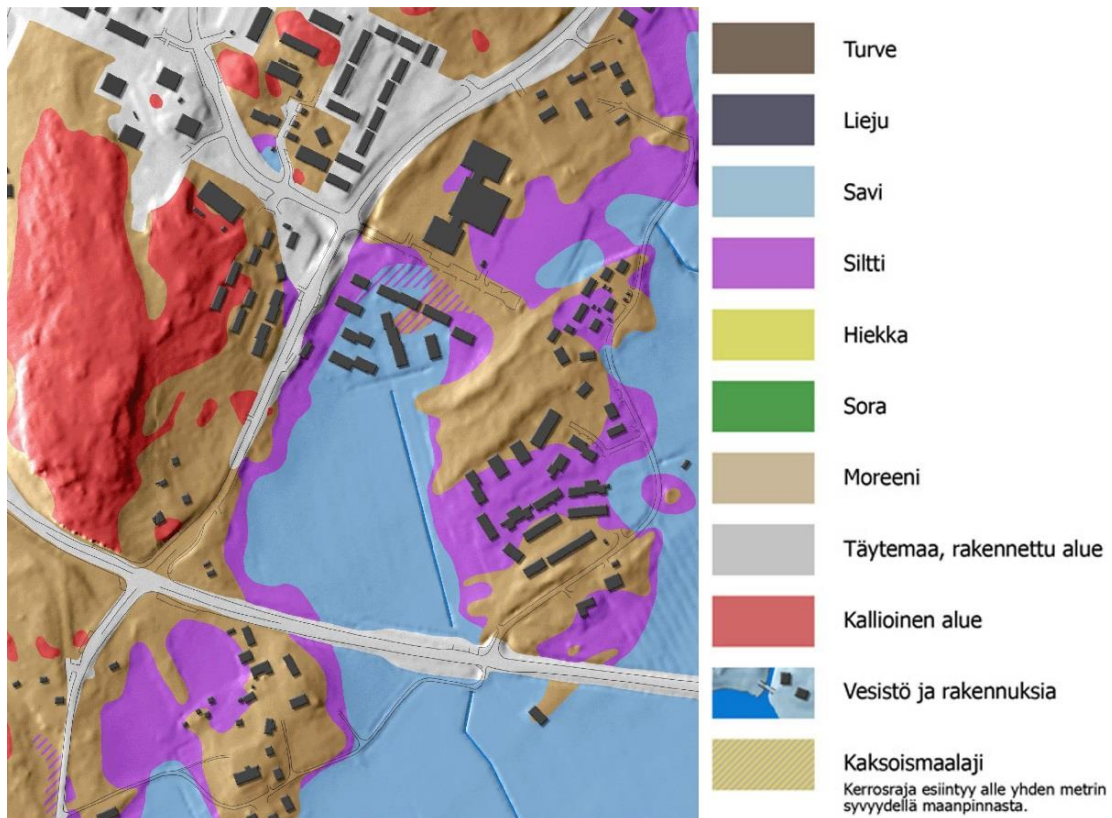 Turve
Lieju
Savi
Siltti
Hiekka
Sora
Moreeni
Täytemaa, rakennettu alue
Kallioinen alue
Vesistö ja rakennuksia
Kaksoismaalaji
Kerrosraja esiintyy alle yhden metrin
syvyydellä maanpinnasta.